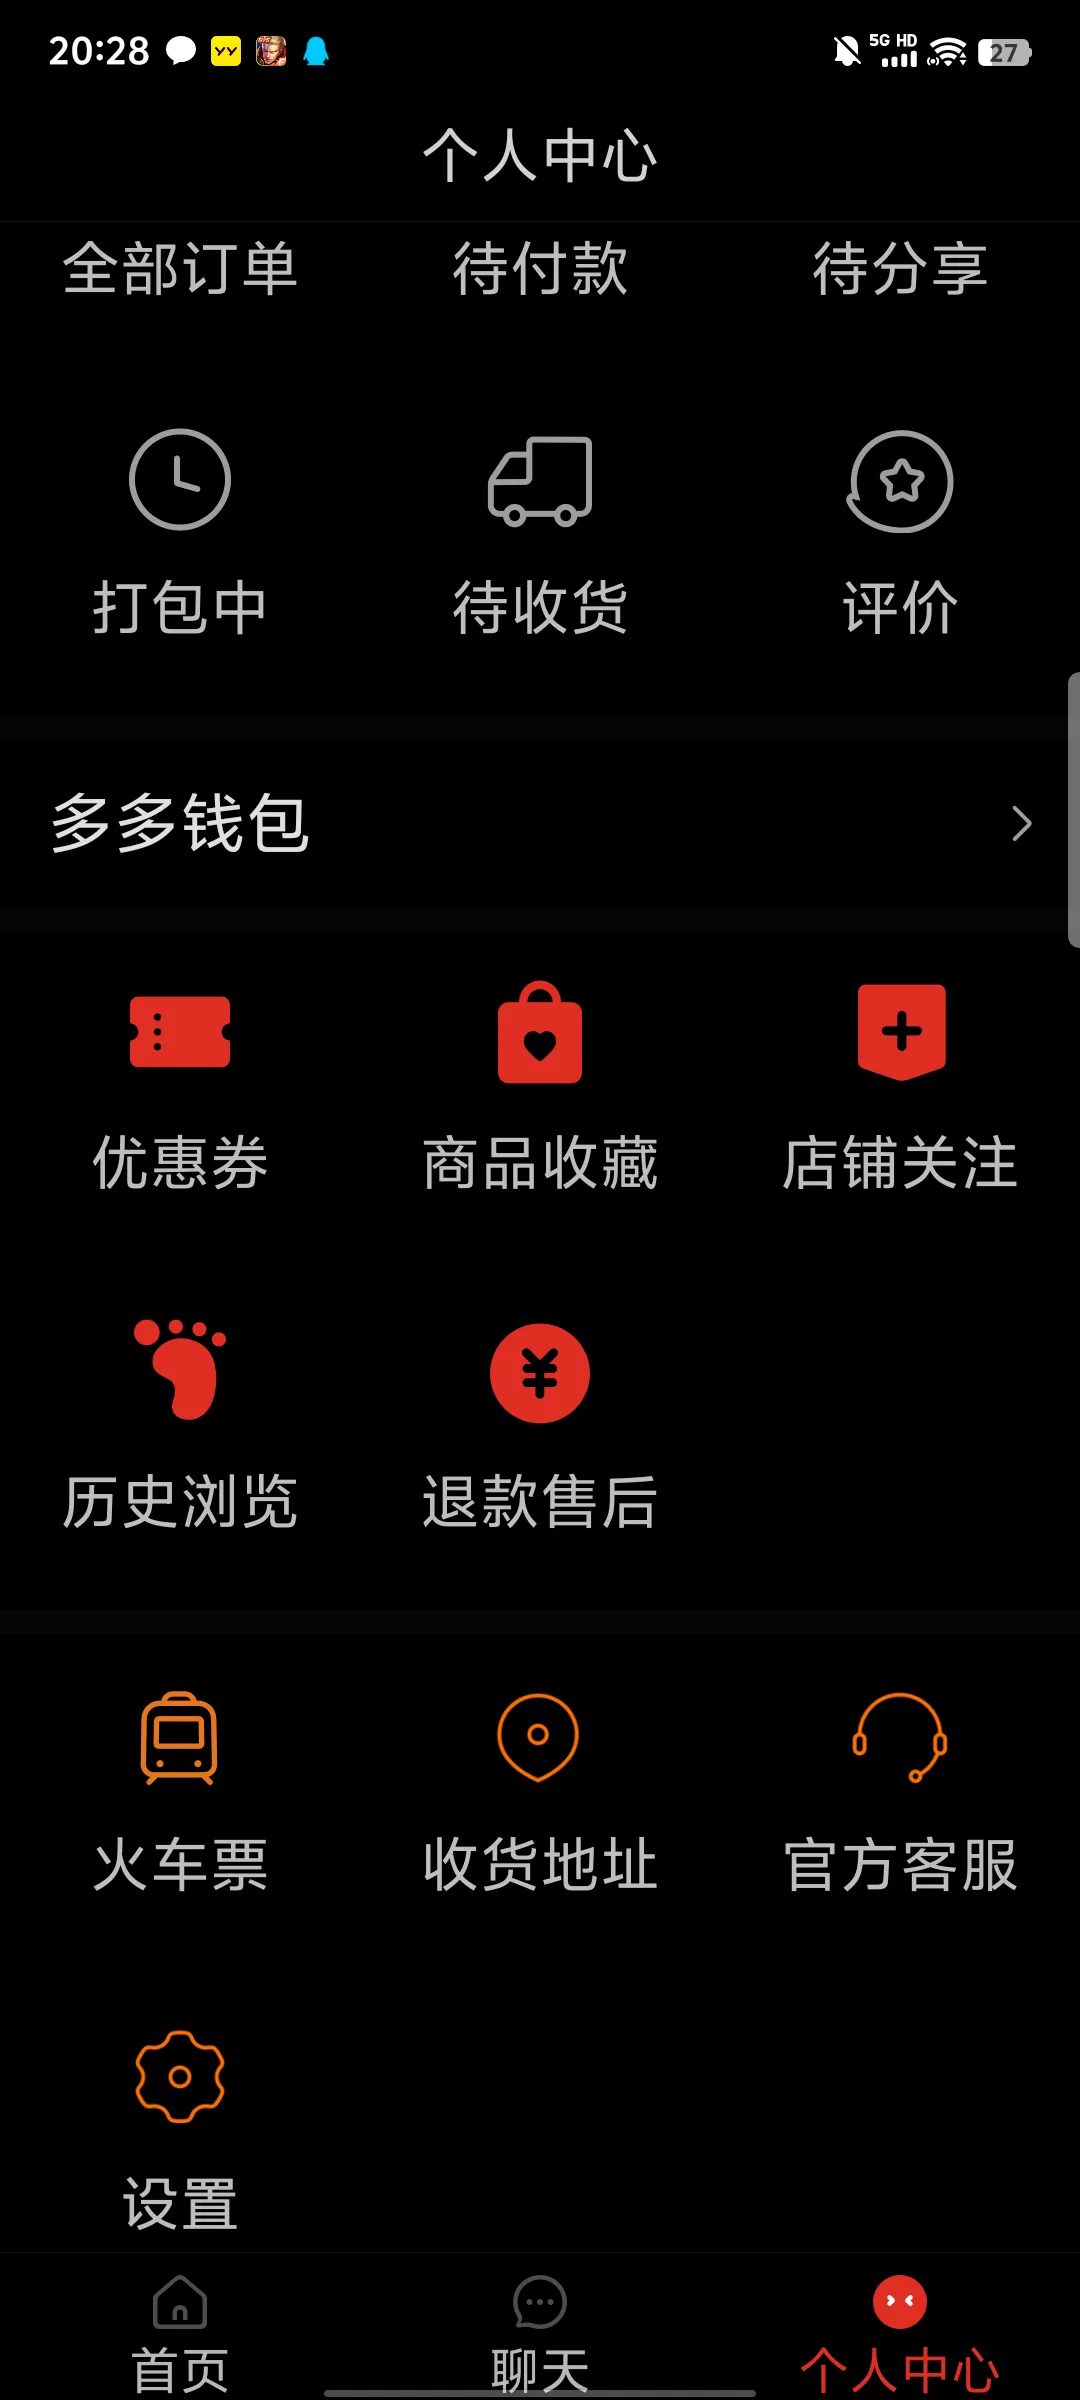 20:28 5G HD 27
个人中心
全部订单 待付款 待分享
打包中 待收货 评价
多多钱包
优惠券 商品收藏 店铺关注
历史浏览 退款售后
火车票 收货地址 官方客服
设置
首页 聊天 个人中心